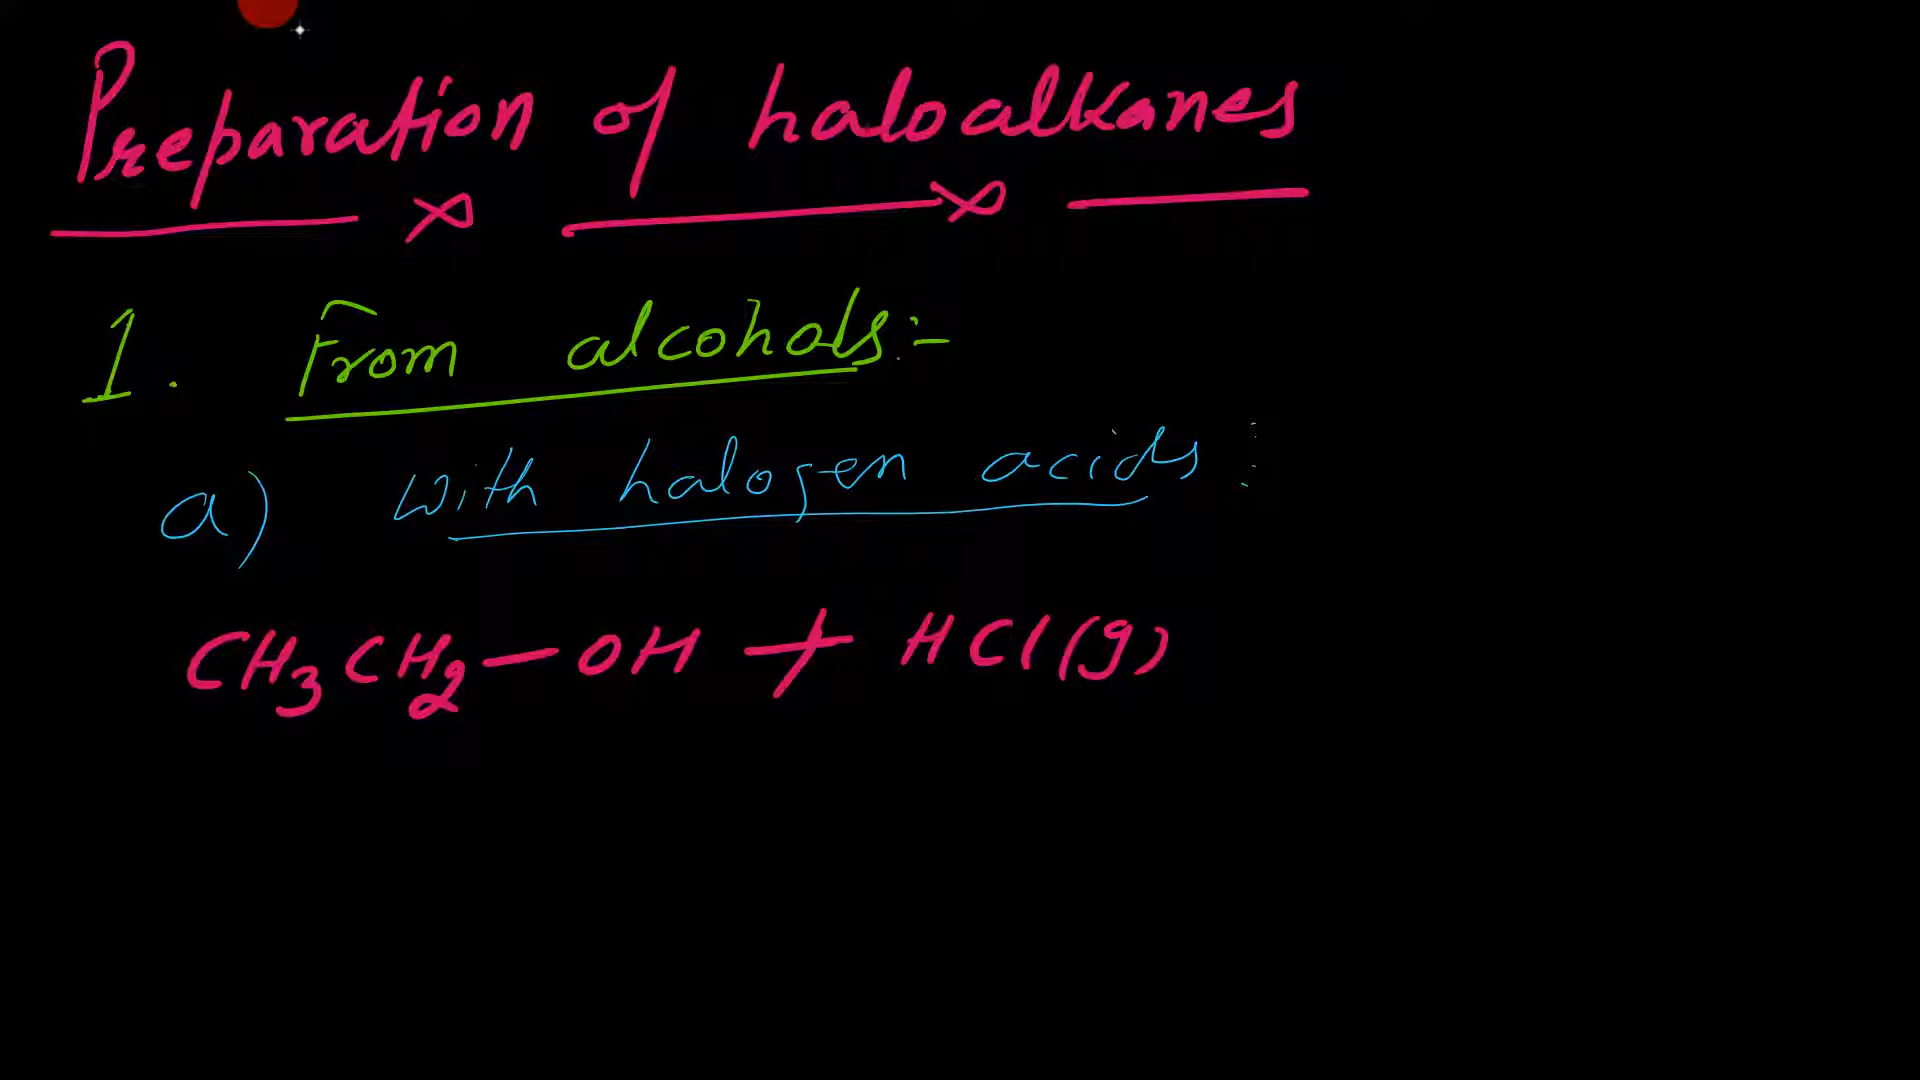 Preparation of haloalkanes
1. From alcohols:-
a) With halogen acids:
CH₃CH₂-OH + HCl(g)